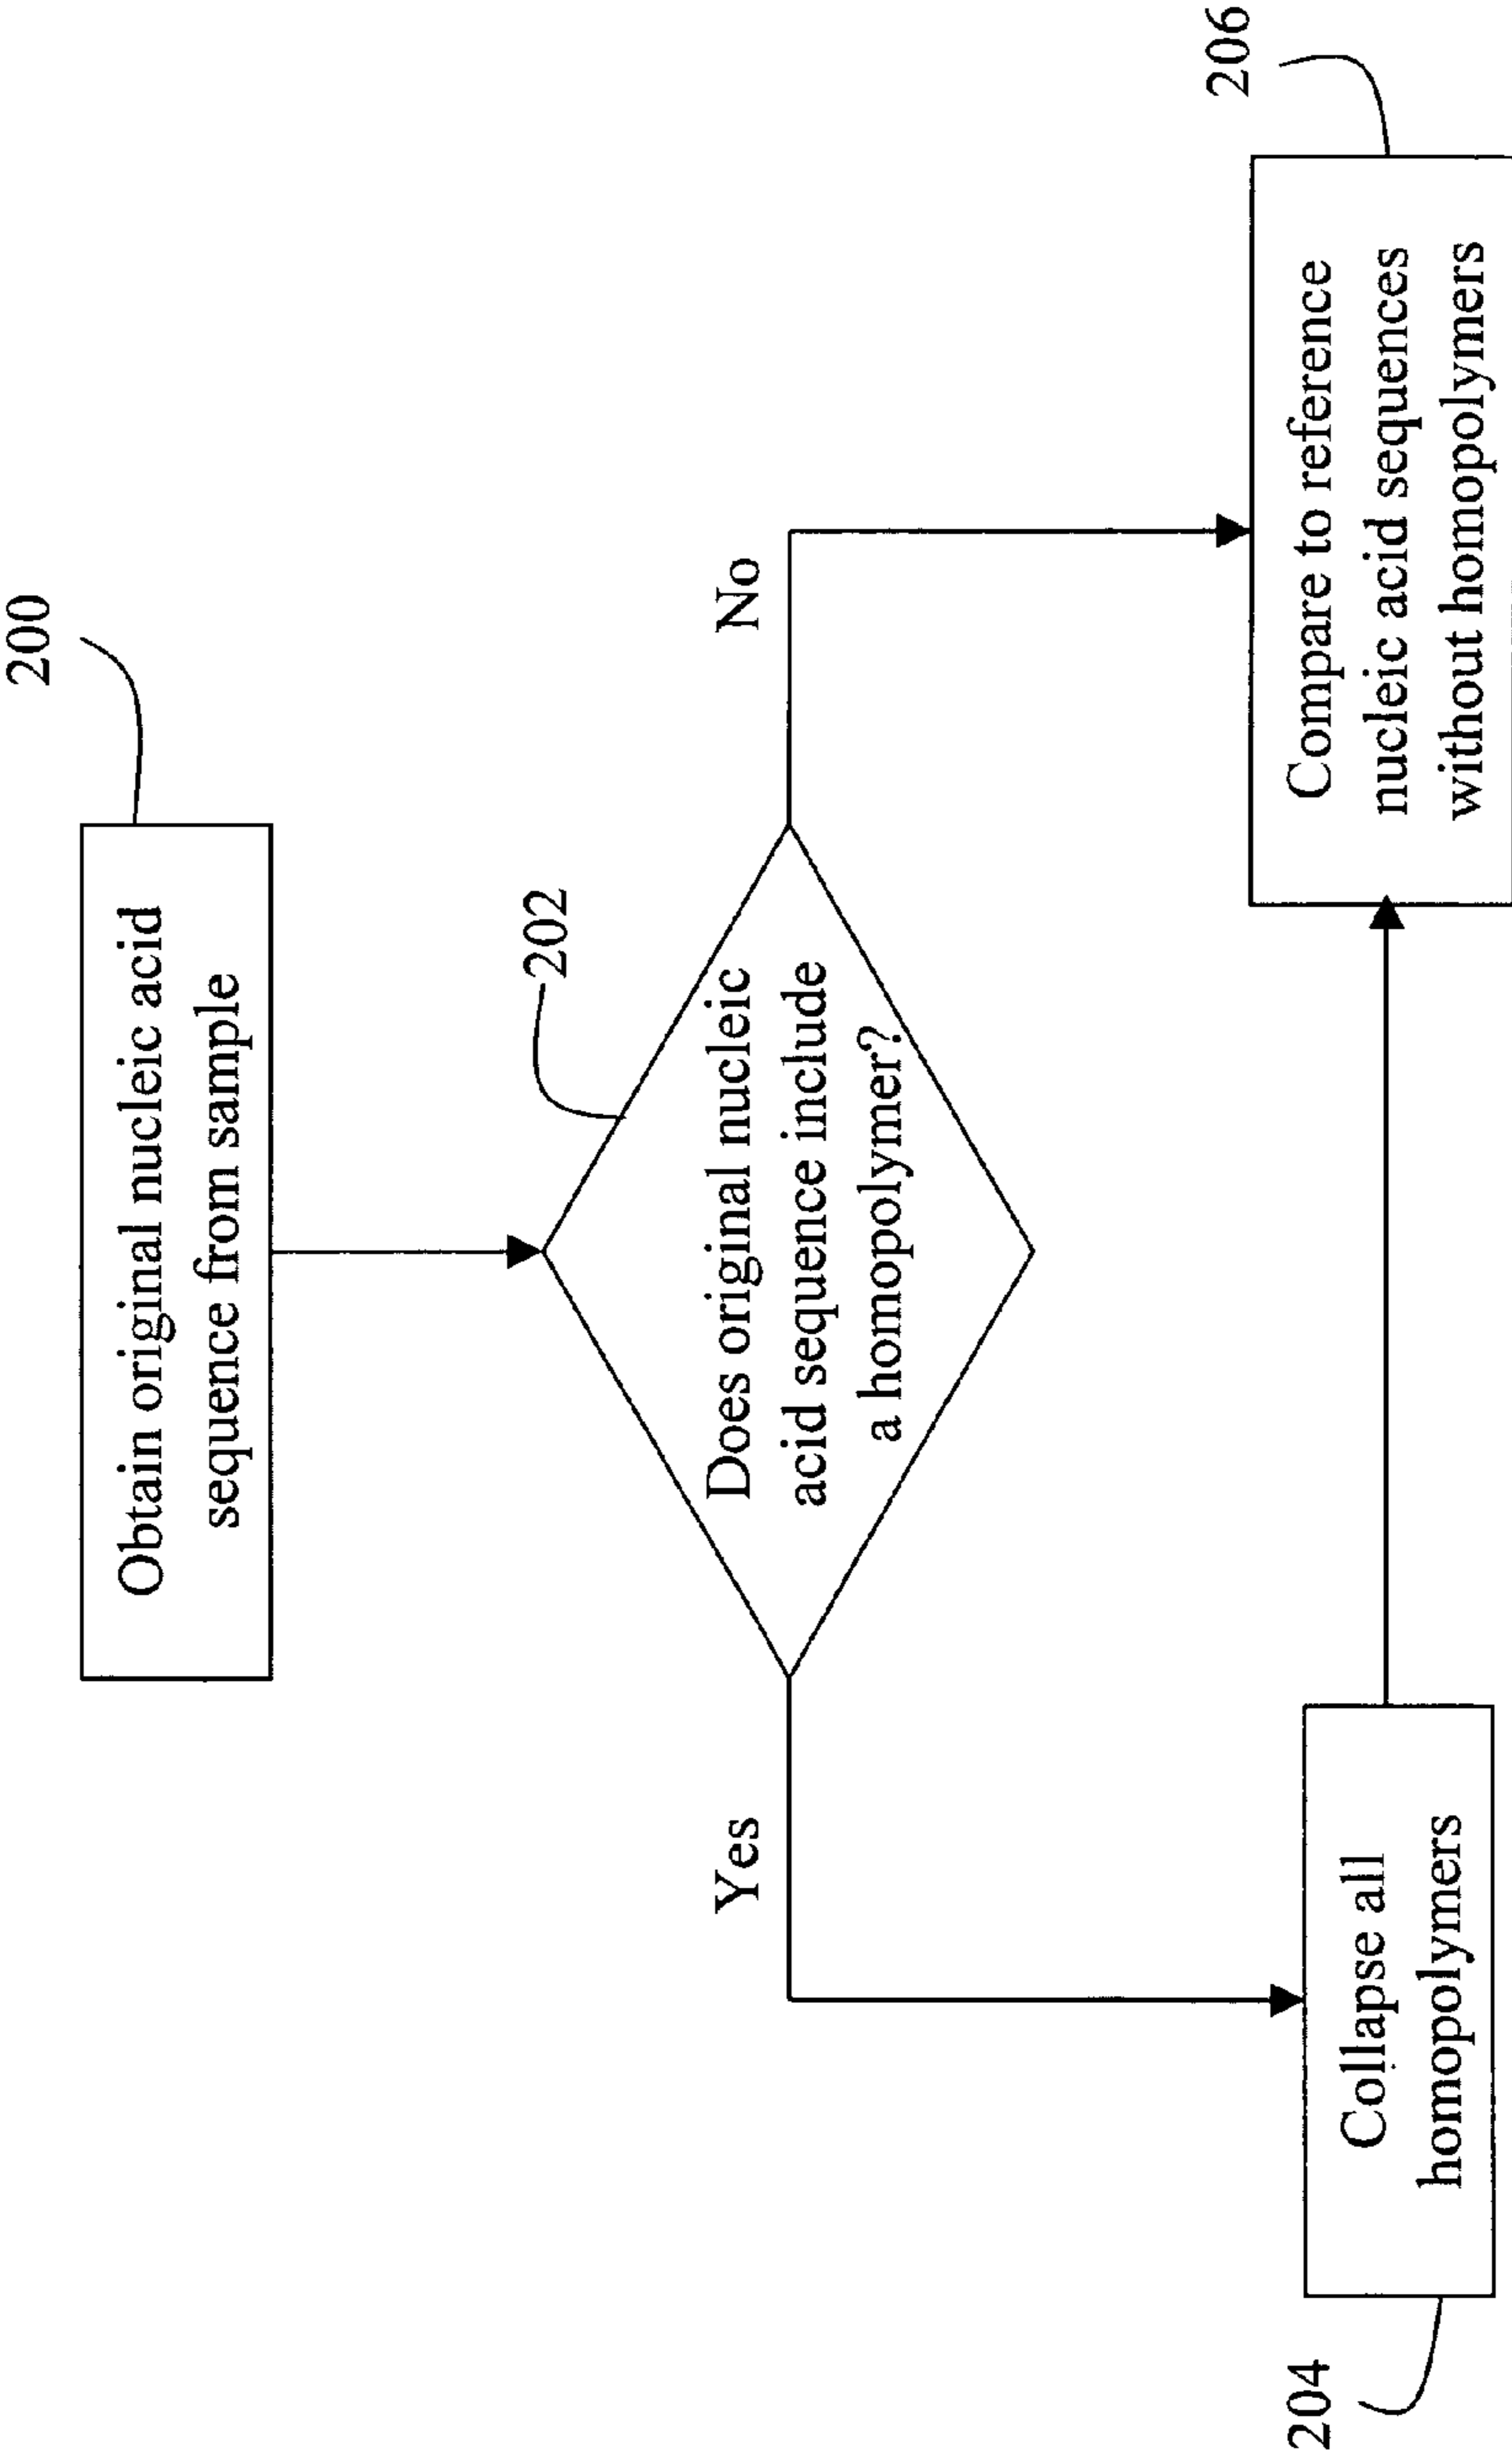 200
Obtain original nucleic acid
sequence from sample
202
Does original nucleic
acid sequence include
a homopolymer?
Yes
No
204
Collapse all
homopolymers
206
Compare to reference
nucleic acid sequences
without homopolymers